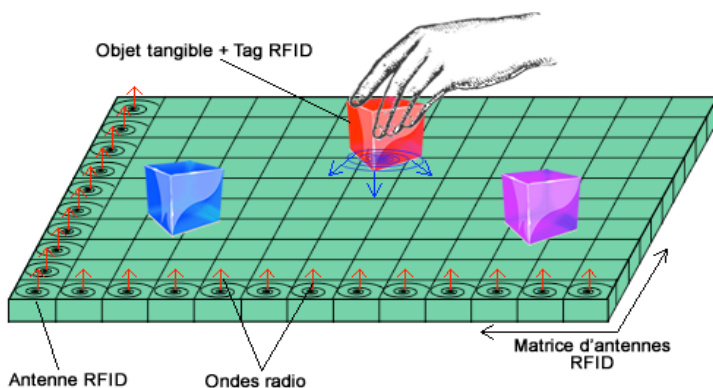 Objet tangible + Tag RFID
Antenne RFID
Ondes radio
Matrice d'antennes
RFID